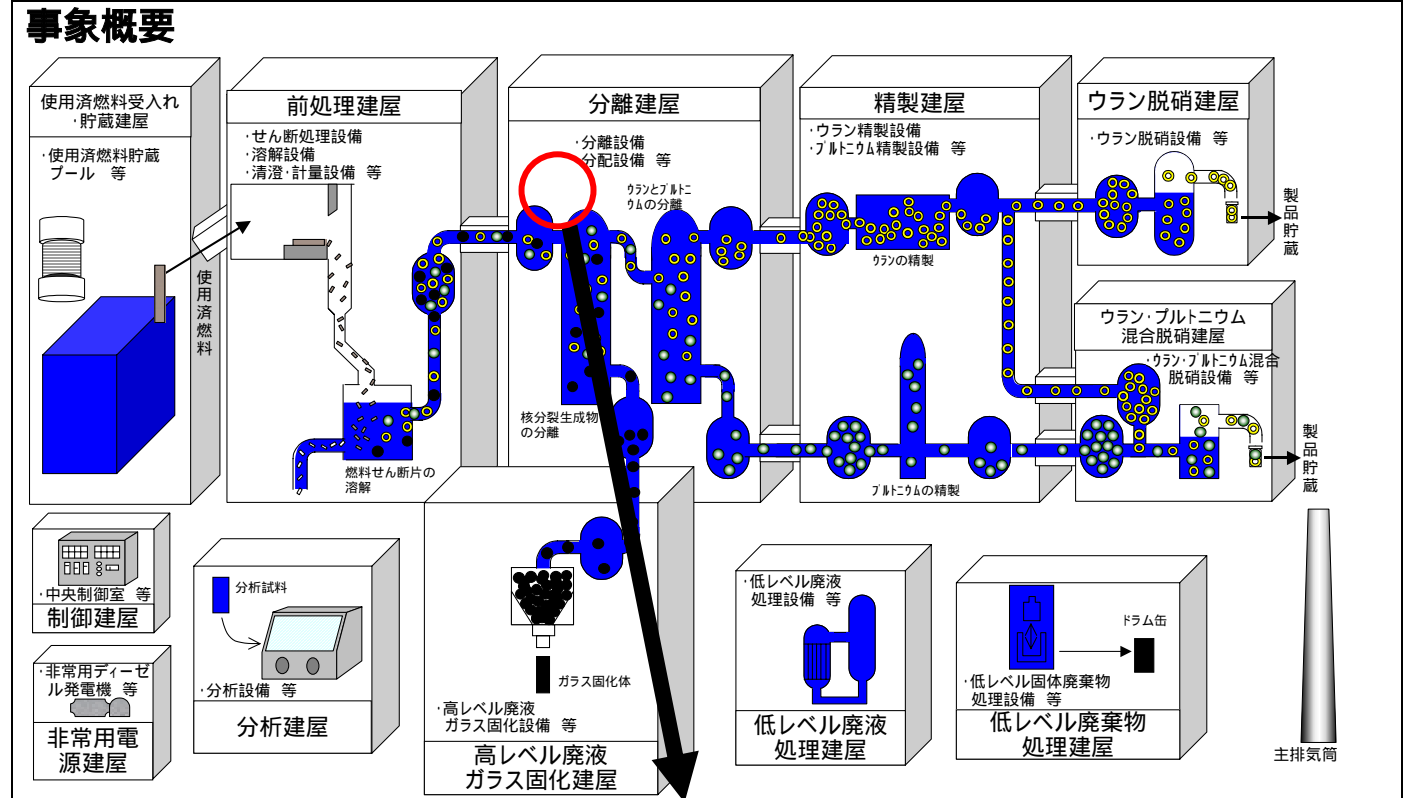 事象概要
使用済燃料受入れ
・貯蔵建屋
・使用済燃料貯蔵
プール 等
使用済燃料
前処理建屋
・せん断処理設備
・溶解設備
・清澄・計量設備 等
燃料せん断片の
溶解
分離建屋
・分離設備
分配設備 等
ウランとプルトニ
ウムの分離
核分裂生成物
の分離
精製建屋
・ウラン精製設備
・プルトニウム精製設備 等
ウランの精製
プルトニウムの精製
ウラン脱硝建屋
・ウラン脱硝設備 等
製品貯蔵
ウラン・プルトニウム
混合脱硝建屋
・ウラン・プルトニウム混合
脱硝設備 等
製品貯蔵
・中央制御室 等
制御建屋
・非常用ディーゼ
ル発電機 等
非常用電
源建屋
分析試料
・分析設備 等
分析建屋
ガラス固化体
・高レベル廃液
ガラス固化設備 等
高レベル廃液
ガラス固化建屋
・低レベル廃液
処理設備 等
低レベル廃液
処理建屋
ドラム缶
・低レベル固体廃棄物
処理設備 等
低レベル廃棄物
処理建屋
主排気筒